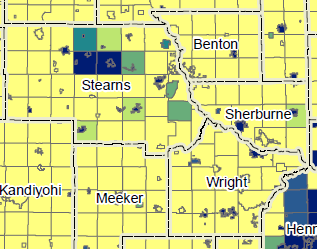 Benton
Stearns
Sherburne
Wright
Kandiyohi
Meeker
Henn